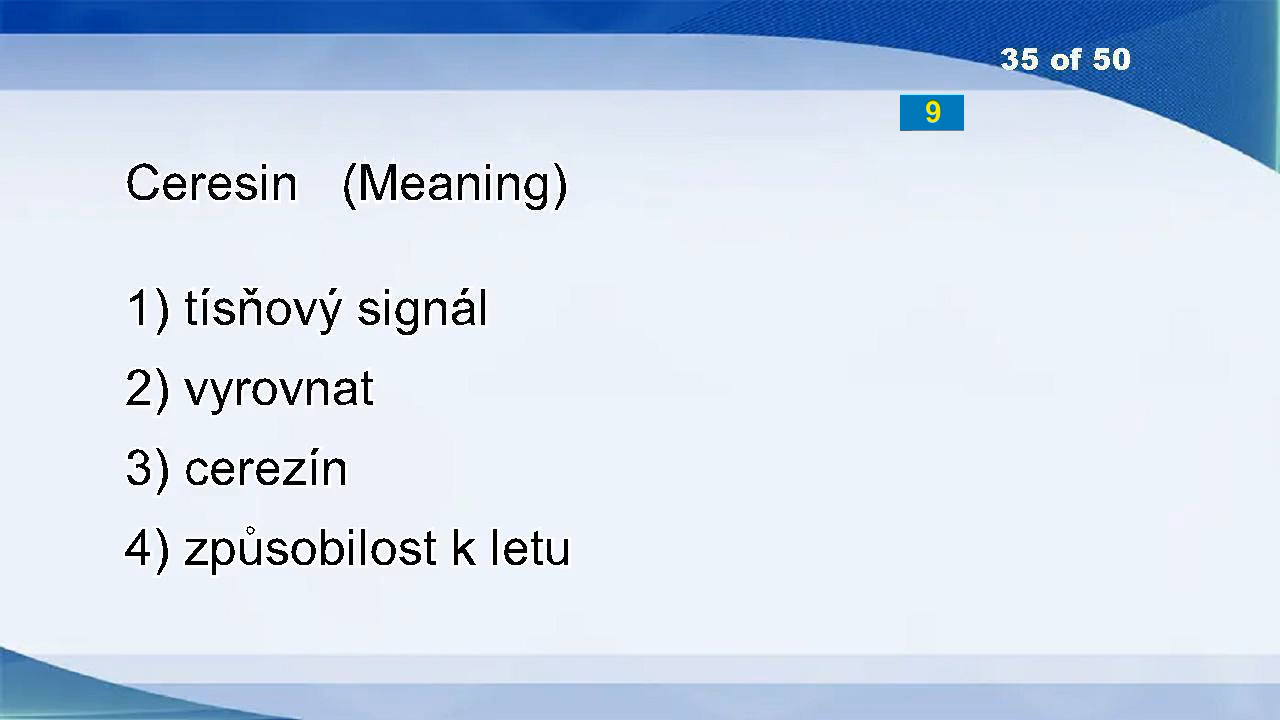 35 of 50
9
Ceresin (Meaning)
1) tísňový signál
2) vyrovnat
3) cerezín
4) způsobilost k letu